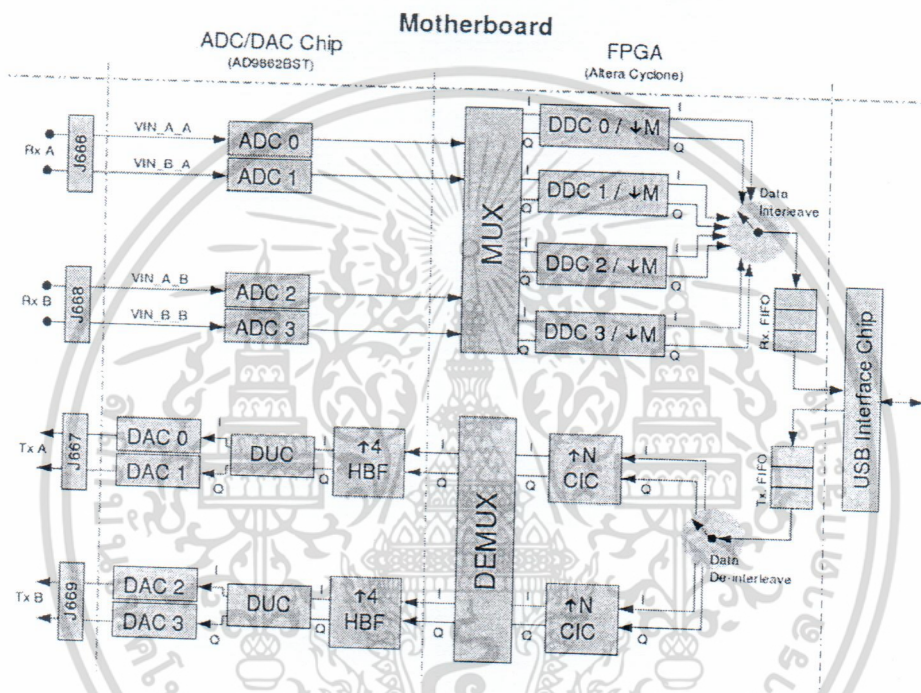 Motherboard
ADC/DAC Chip
(AD9862BST)
FPGA
(Altera Cyclone)
Rx A
J666
VIN_A_A
VIN_B_A
ADC 0
ADC 1
Rx B
J668
VIN_A_B
VIN_B_B
ADC 2
ADC 3
MUX
I
Q
DDC 0 / ↓M
I
Q
I
Q
DDC 1 / ↓M
I
Q
I
Q
DDC 2 / ↓M
I
Q
I
Q
DDC 3 / ↓M
I
Q
Data
Interleave
Rx. FIFO
USB Interface Chip
Tx. FIFO
Data
De-interleave
Tx A
J667
DAC 0
DAC 1
I
Q
DUC
I
Q
↑4
HBF
I
Q
DEMUX
I
Q
↑N
CIC
I
Q
Tx B
J669
DAC 2
DAC 3
I
Q
DUC
I
Q
↑4
HBF
I
Q
I
Q
↑N
CIC
I
Q